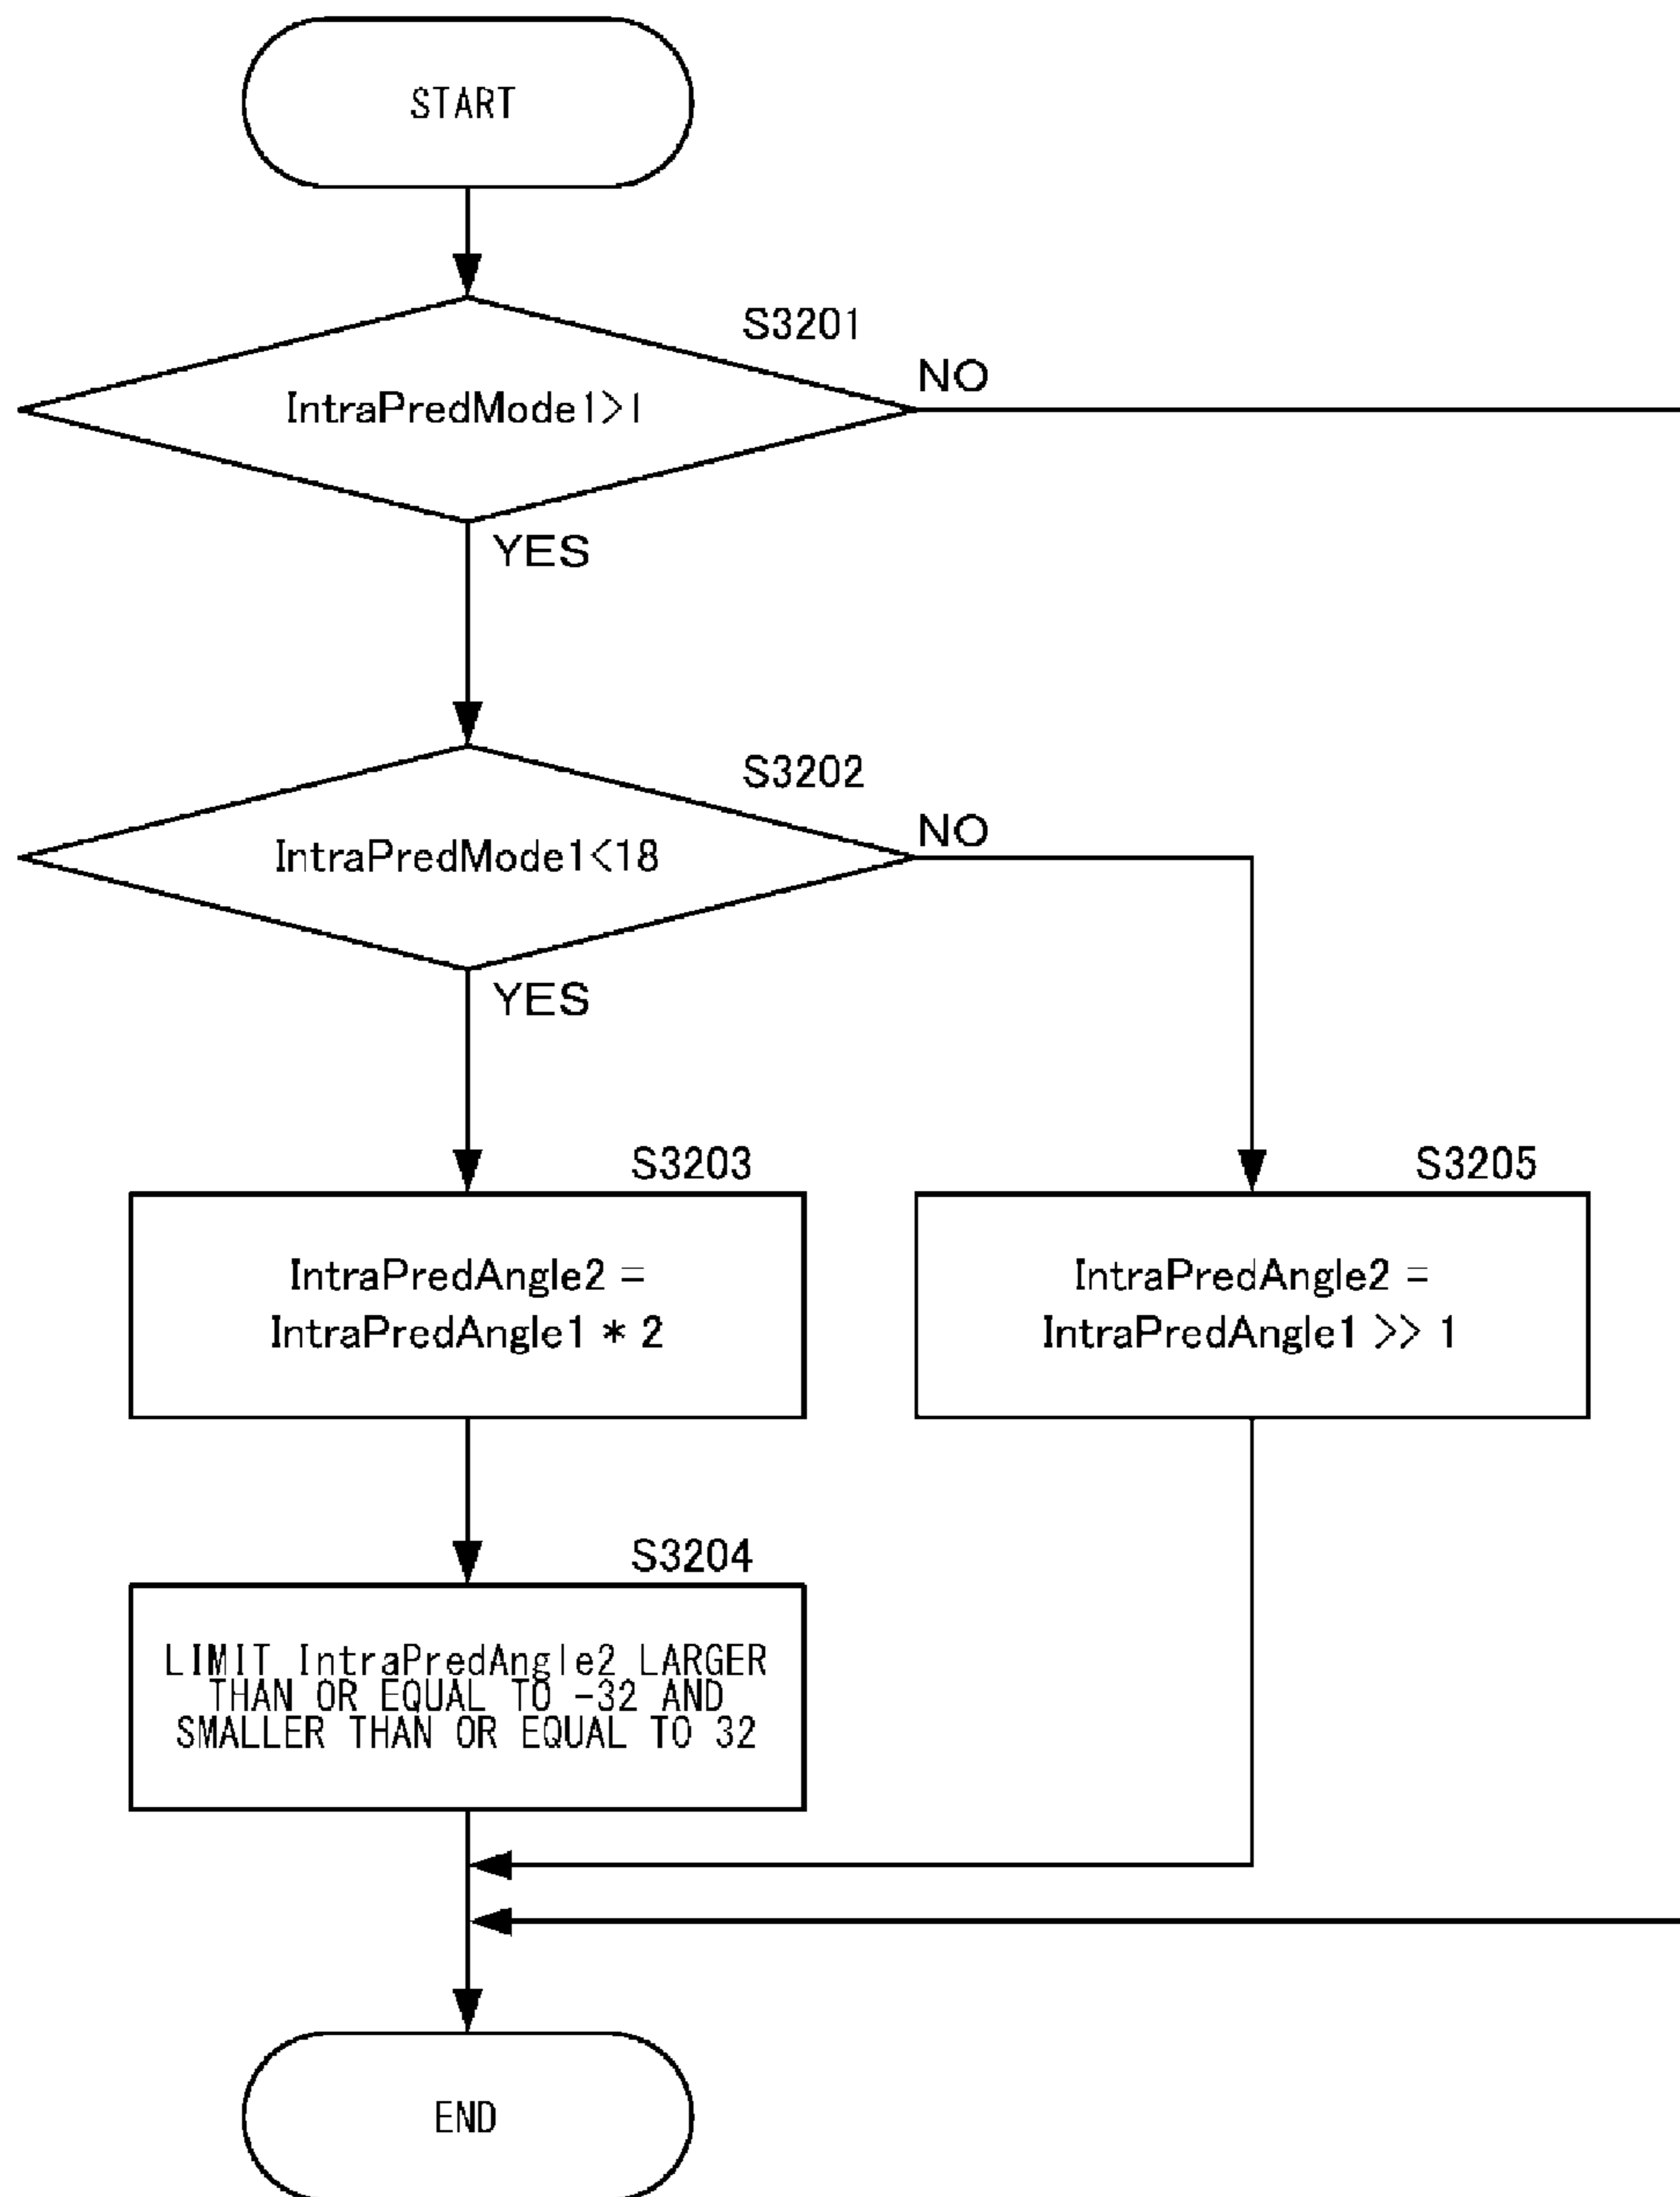 START
S3201
IntraPredMode1>1
NO
YES
S3202
IntraPredMode1<18
NO
YES
S3203
IntraPredAngle2 =
IntraPredAngle1 * 2
S3205
IntraPredAngle2 =
IntraPredAngle1 >> 1
S3204
LIMIT IntraPredAngle2 LARGER
THAN OR EQUAL TO -32 AND
SMALLER THAN OR EQUAL TO 32
END